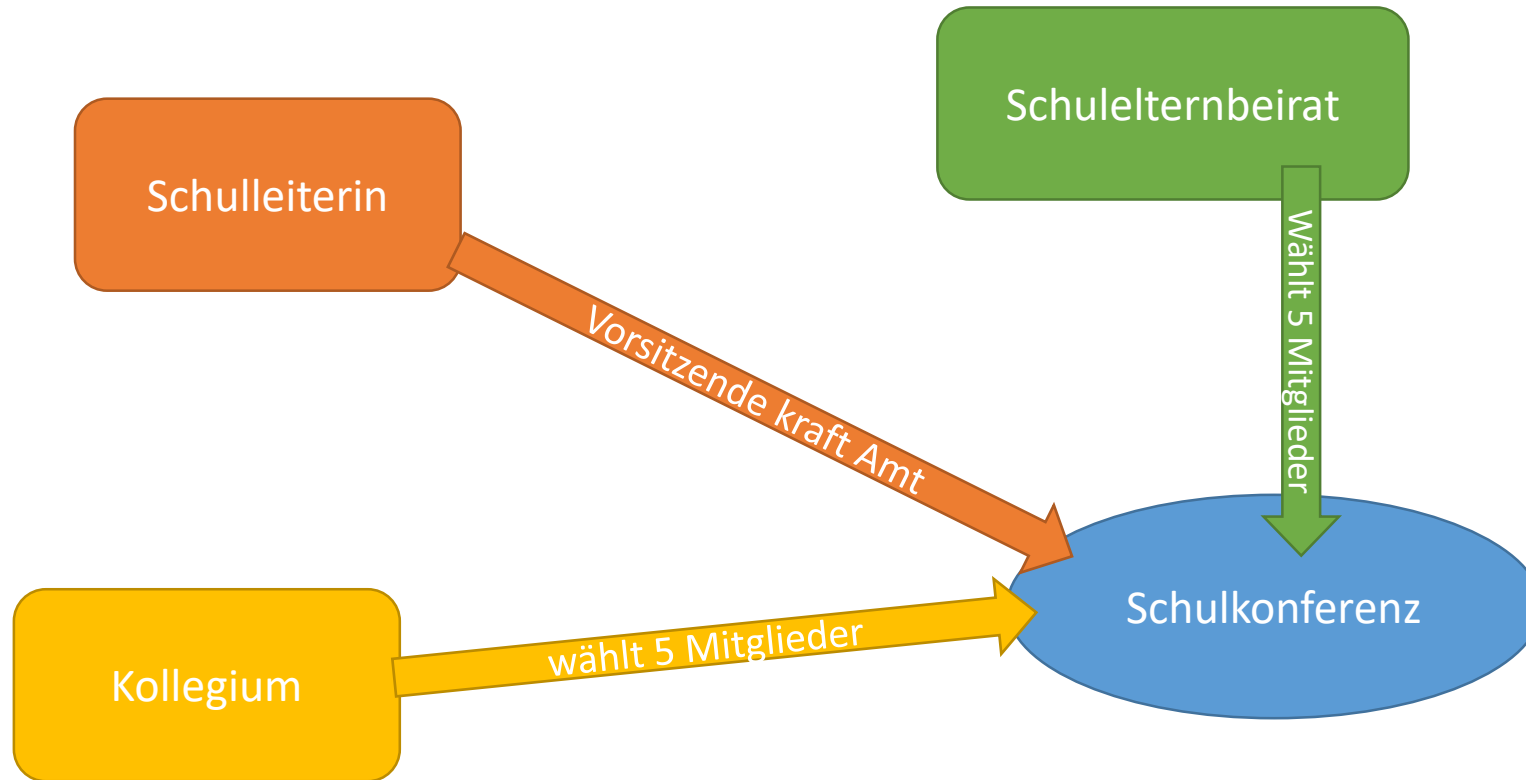 Schulelternbeirat
Schulleiterin
Wählt 5 Mitglieder
Vorsitzende kraft Amt
Schulkonferenz
wählt 5 Mitglieder
Kollegium